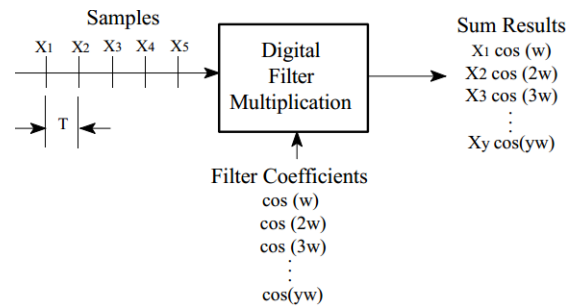 Samples
X1 X2 X3 X4 X5
T
Digital
Filter
Multiplication
Sum Results
X1 cos (w)
X2 cos (2w)
X3 cos (3w)
⋮
Xy cos(yw)
Filter Coefficients
cos (w)
cos (2w)
cos (3w)
⋮
cos(yw)